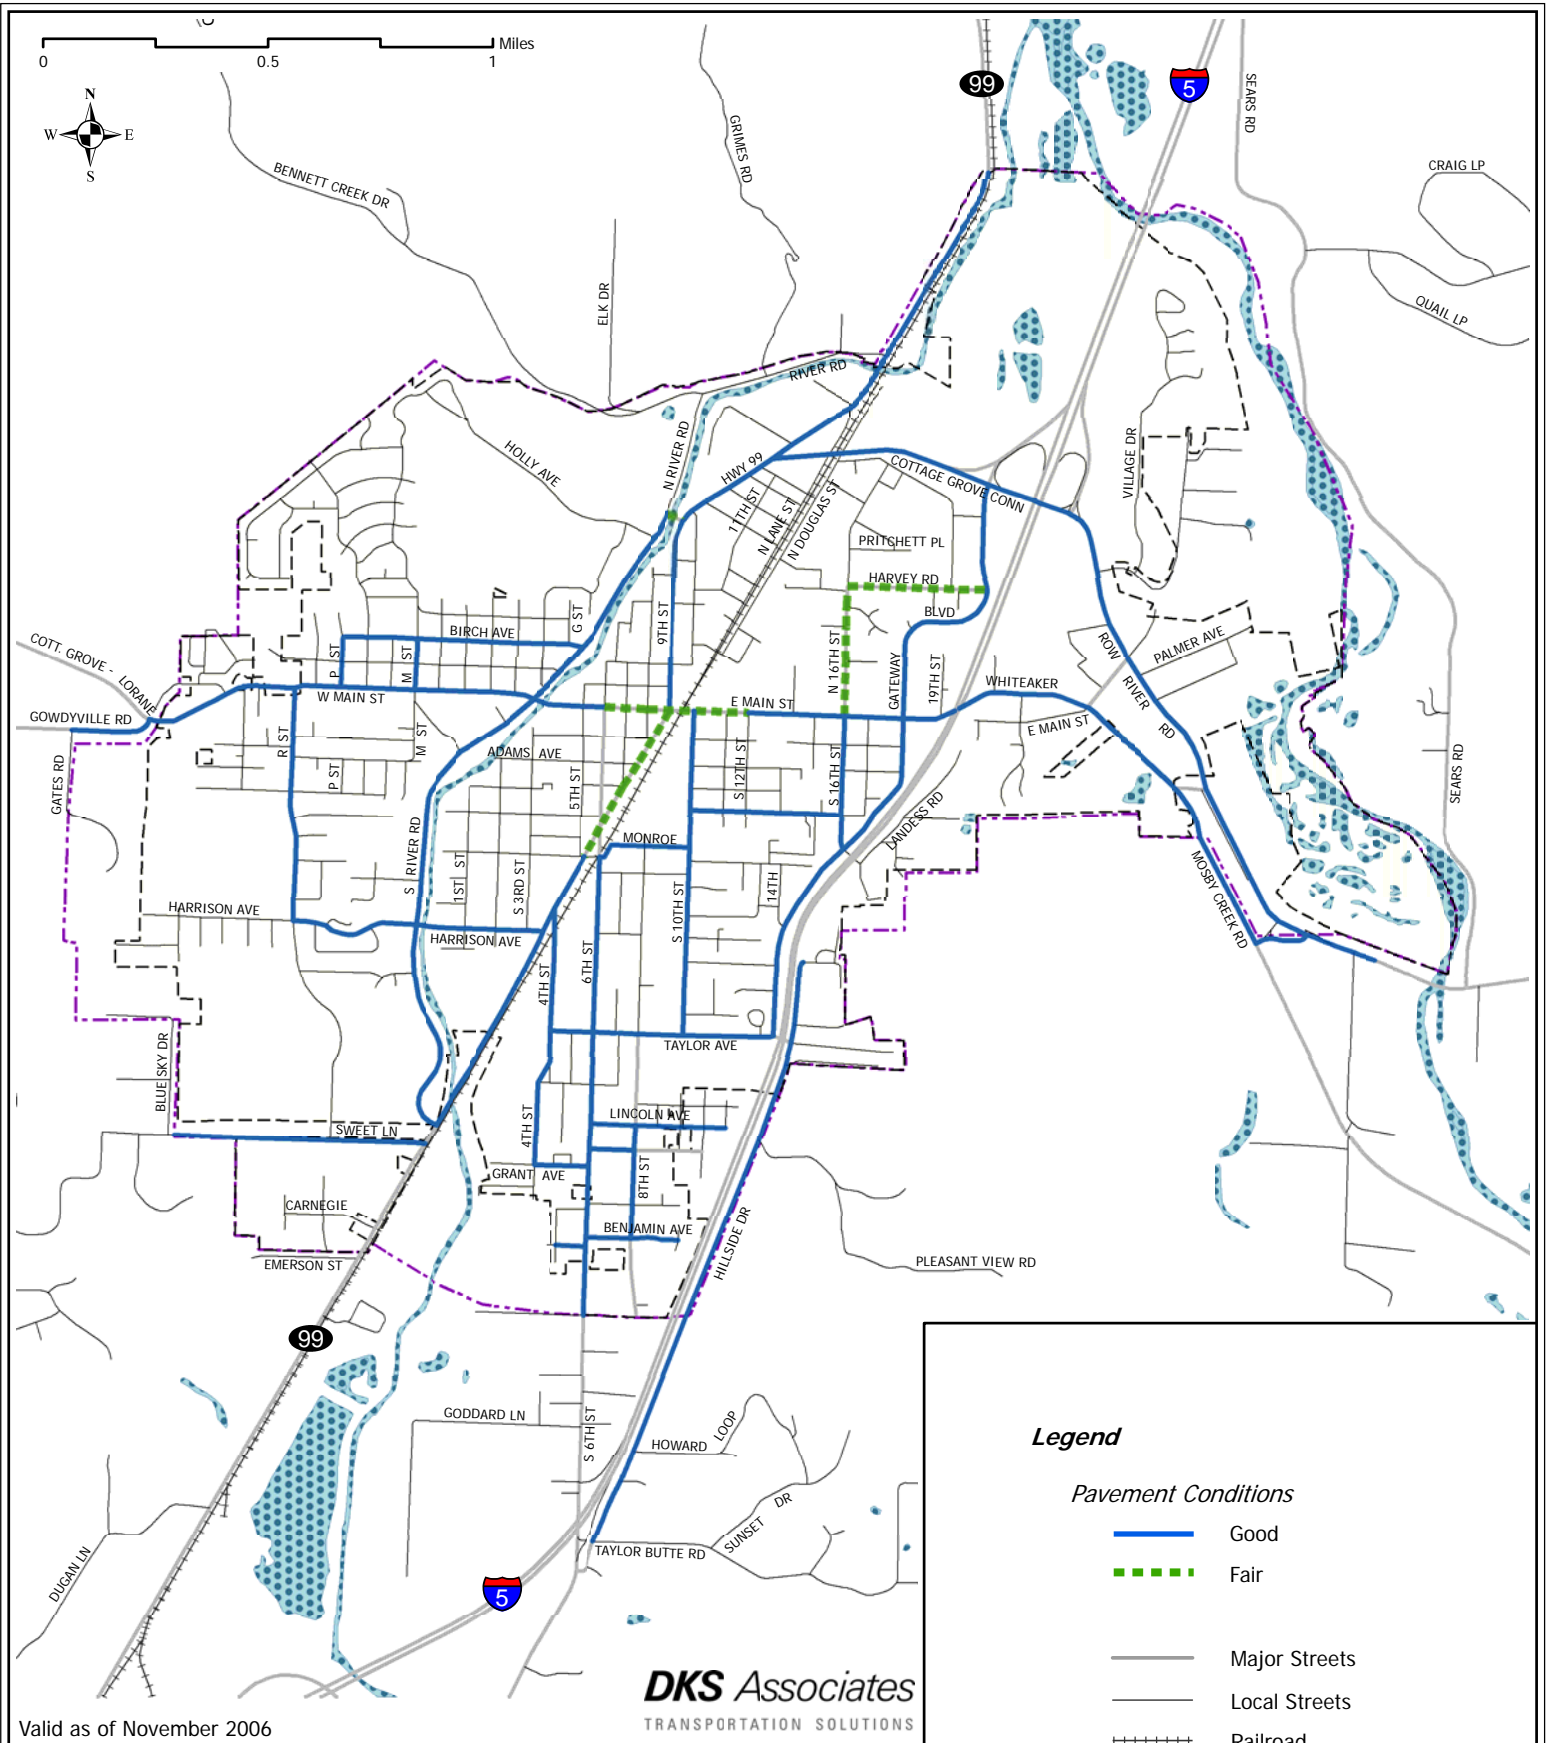 Miles
0
0.5
1
N
W
E
S
99
5
SEARS RD
GRIMES RD
BENNETT CREEK DR
CRAIG LP
QUAIL LP
ELK DR
RIVER RD
N RIVER RD
HOLLY AVE
HWY 99
COTTAGE GROVE CONN
VILLAGE DR
11TH ST
N LANE ST
N DOUGLAS ST
PRITCHETT PL
HARVEY RD
BLVD
G ST
9TH ST
BIRCH AVE
P ST
M ST
N 16TH ST
GATEWAY
19TH ST
ROW
RIVER
RD
PALMER AVE
COTT. GROVE -
LORANE
W MAIN ST
E MAIN ST
WHITEAKER
E MAIN ST
GOWDYVILLE RD
R ST
M ST
P ST
ADAMS AVE
5TH ST
S 12TH ST
S 16TH ST
GATES RD
SEARS RD
LANDESS RD
MONROE
S RIVER RD
1ST ST
S 3RD ST
S 10TH ST
14TH
MOSBY CREEK RD
HARRISON AVE
HARRISON AVE
4TH ST
6TH ST
TAYLOR AVE
BLUE SKY DR
LINCOLN AVE
SWEET LN
4TH ST
GRANT AVE
8TH ST
CARNEGIE
BENJAMIN AVE
HILLSIDE DR
EMERSON ST
PLEASANT VIEW RD
99
GODDARD LN
S 6TH ST
HOWARD
LOOP
SUNSET DR
TAYLOR BUTTE RD
DUGAN LN
5
Legend
Pavement Conditions
Good
Fair
Major Streets
Local Streets
Railroad
DKS Associates
TRANSPORTATION SOLUTIONS
Valid as of November 2006